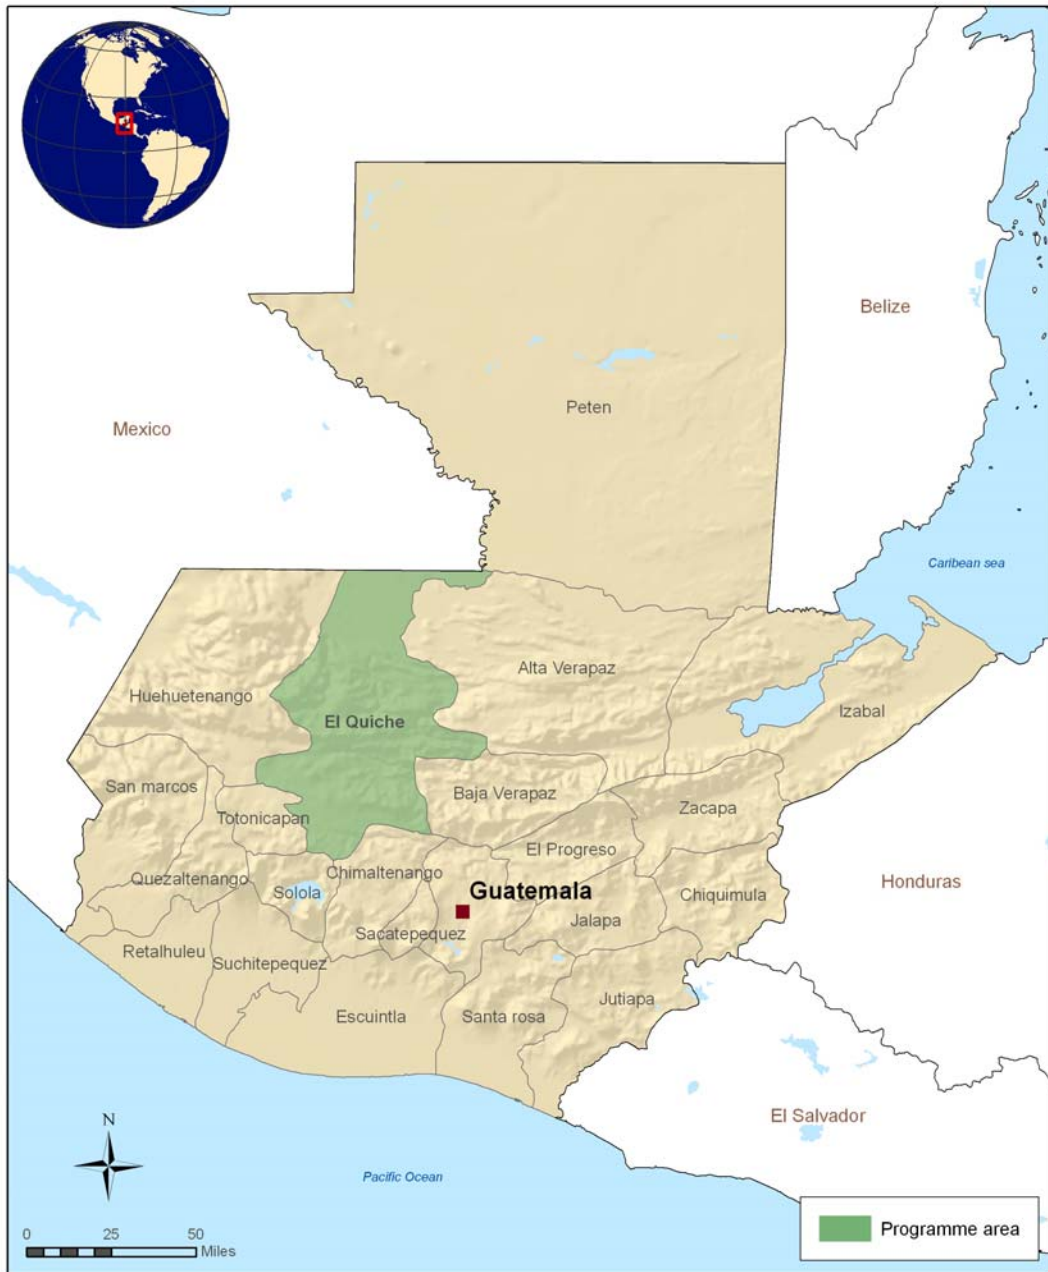 Belize
Peten
Mexico
Caribean sea
Alta Verapaz
Huehuetenango
El Quiche
Izabal
San marcos
Baja Verapaz
Zacapa
Totonicapan
El Progreso
Chimaltenango
Quezaltenango
Solola
Guatemala
Chiquimula
Honduras
Jalapa
Sacatepequez
Retalhuleu
Suchitepequez
Jutiapa
Escuintla
Santa rosa
El Salvador
N
Pacific Ocean
Programme area
0 25 50
Miles